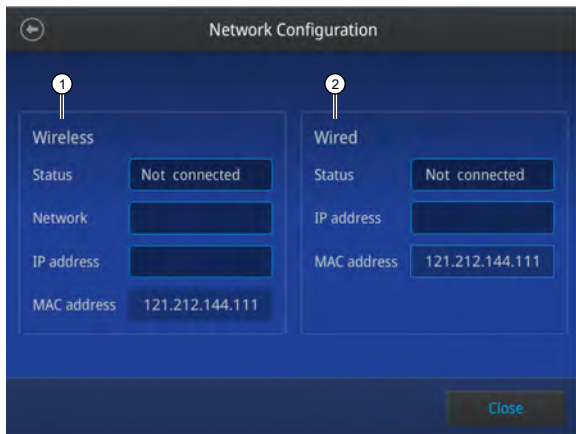 Network Configuration
1
2
Wireless
Status Not connected
Network
IP address
MAC address 121.212.144.111
Wired
Status Not connected
IP address
MAC address 121.212.144.111
Close